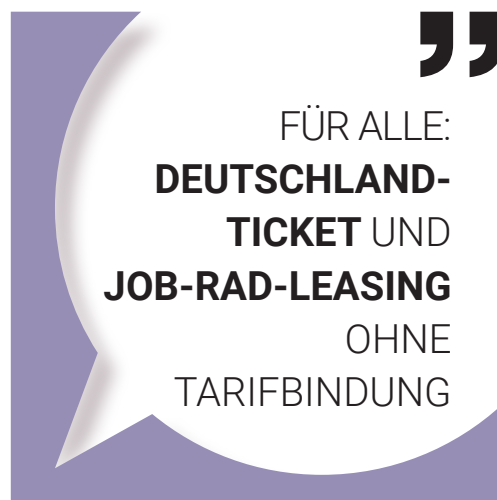 ”
FÜR ALLE:
DEUTSCHLAND-
TICKET UND
JOB-RAD-LEASING
OHNE
TARIFBINDUNG